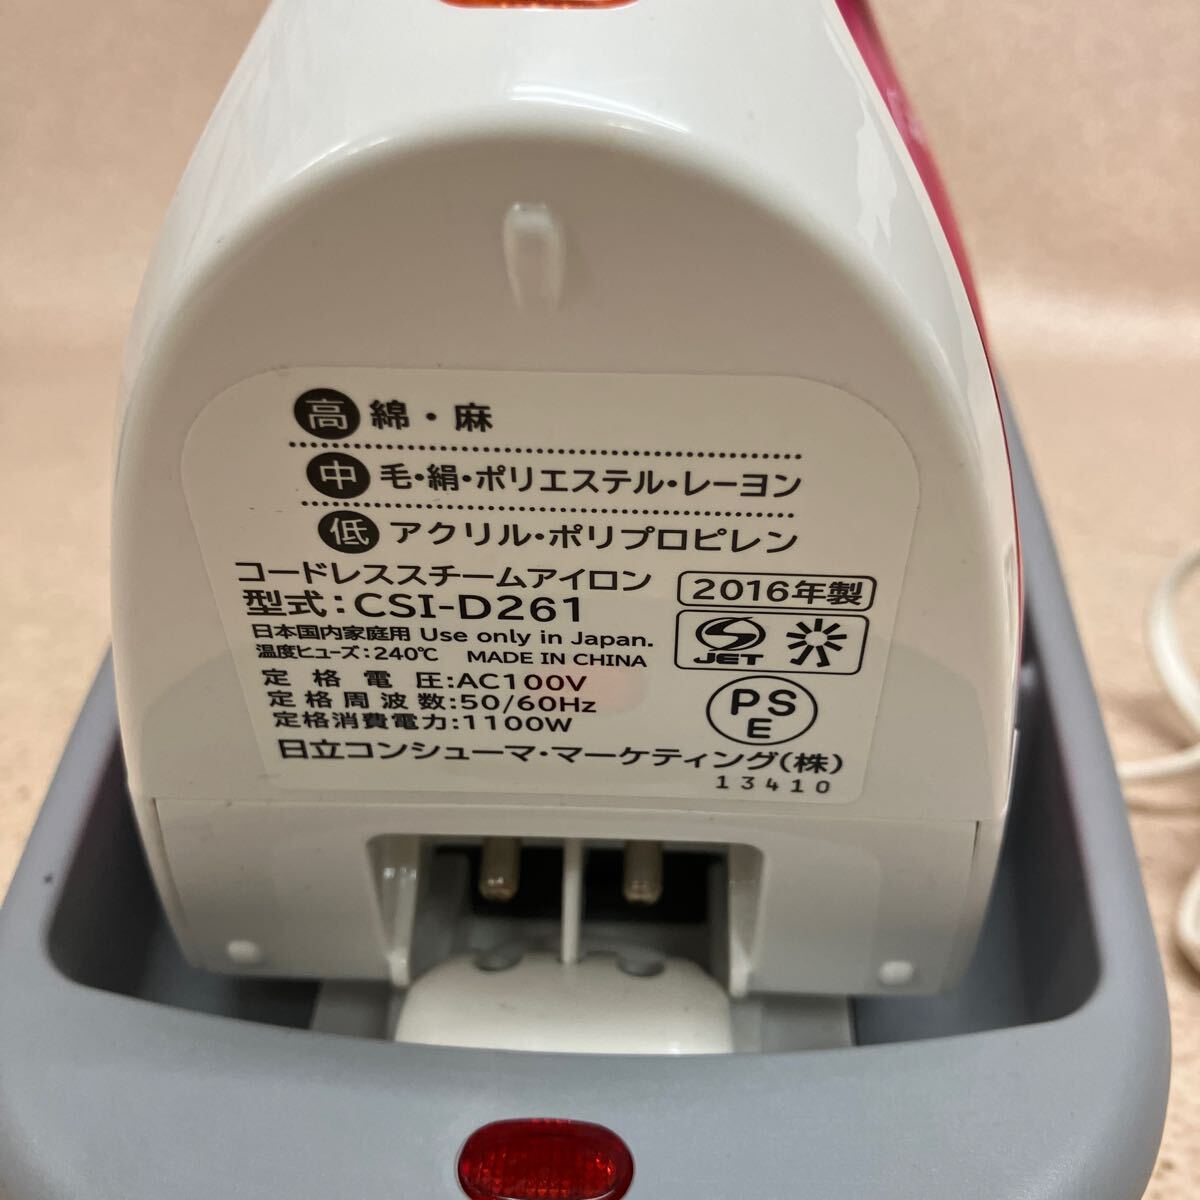 高 綿・麻
中 毛・絹・ポリエステル・レーヨン
低 アクリル・ポリプロピレン
コードレススチームアイロン
型式:CSI-D261
2016年製
日本国内家庭用 Use only in Japan.
温度ヒューズ:240℃ MADE IN CHINA
JET
定格電圧:AC100V
定格周波数:50/60Hz
定格消費電力:1100W
PSE
日立コンシューマ・マーケティング(株)
13410